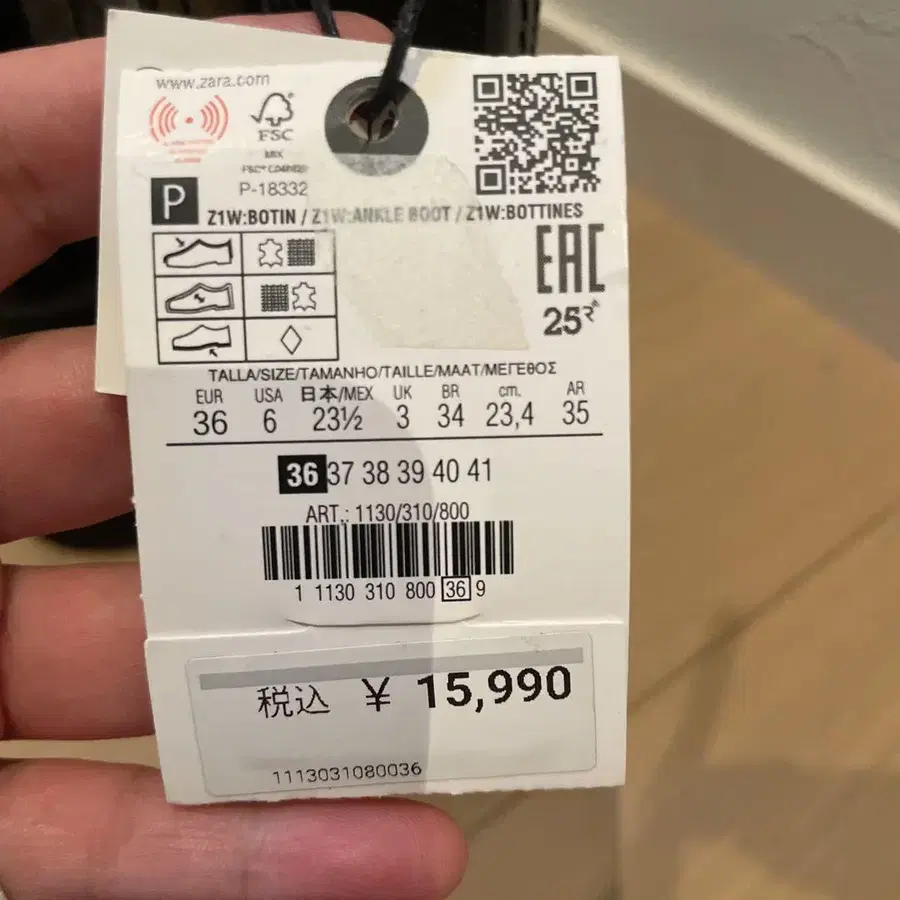 www.zara.com
FSC
MIX
P-18332
P
Z1W:BOTIN / Z1W:ANKLE BOOT / Z1W:BOTTINES
EAC
25
TALLA/SIZE/TAMANHO/TAILLE/MAAT/ΜΕΓΕΘΟΣ
EUR USA 日本/MEX UK BR cm. AR
36 6 23½ 3 34 23,4 35
36 37 38 39 40 41
ART.: 1130/310/800
1 1130 310 800 36 9
税込 ¥ 15,990
1113031080036